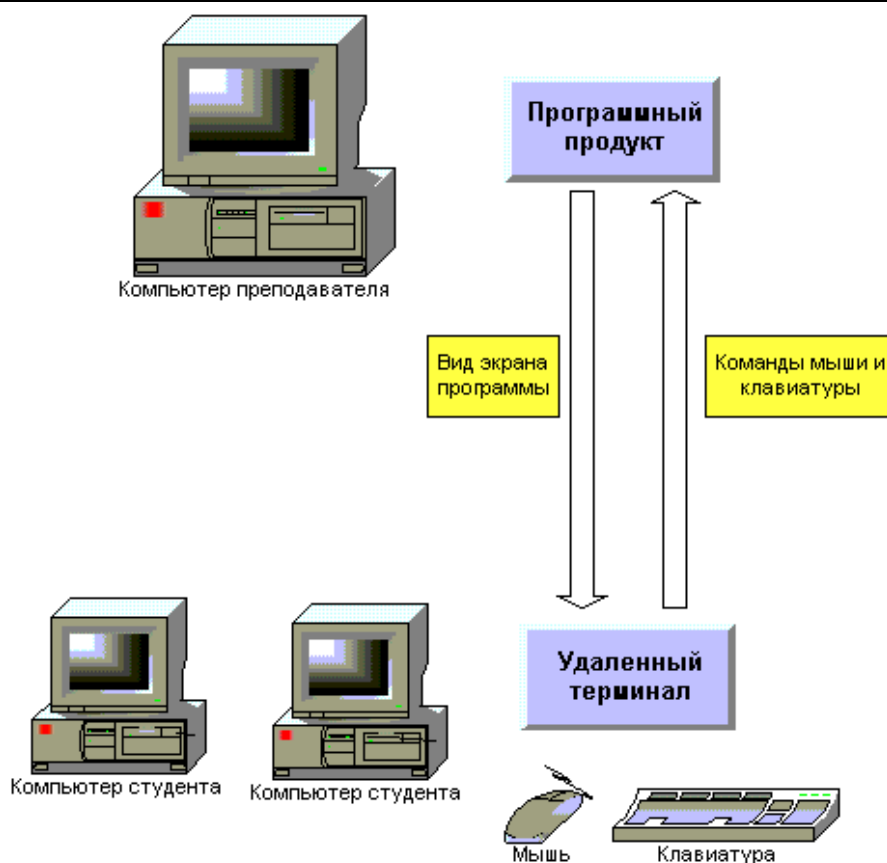 Программный
продукт
Компьютер преподавателя
Вид экрана
программы
Команды мыши и
клавиатуры
Удаленный
терминал
Компьютер студента
Компьютер студента
Мышь
Клавиатура